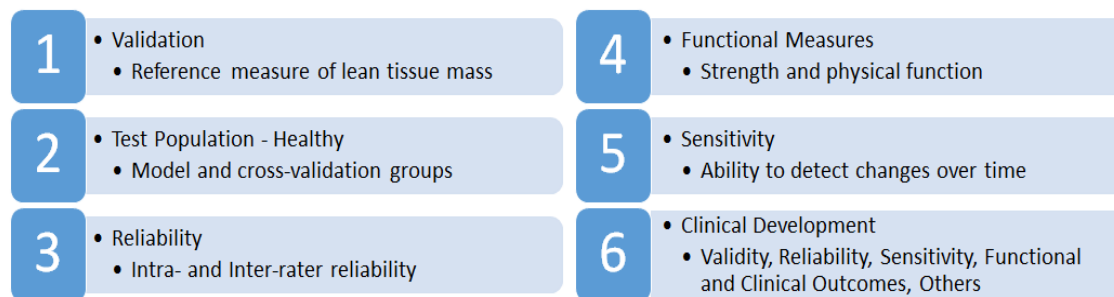 1
• Validation
• Reference measure of lean tissue mass
2
• Test Population - Healthy
• Model and cross-validation groups
3
• Reliability
• Intra- and Inter-rater reliability
4
• Functional Measures
• Strength and physical function
5
• Sensitivity
• Ability to detect changes over time
6
• Clinical Development
• Validity, Reliability, Sensitivity, Functional
and Clinical Outcomes, Others